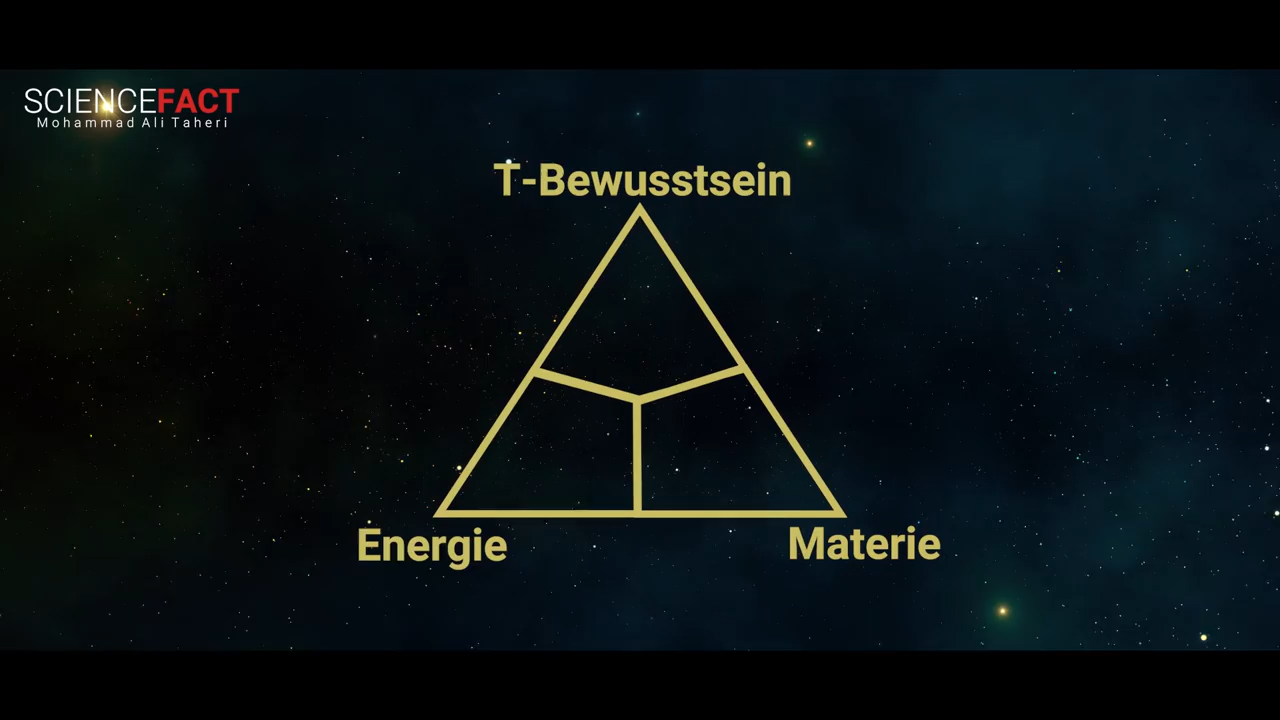 SCIENCEFACT
Mohammad Ali Taheri
T-Bewusstsein
Energie
Materie